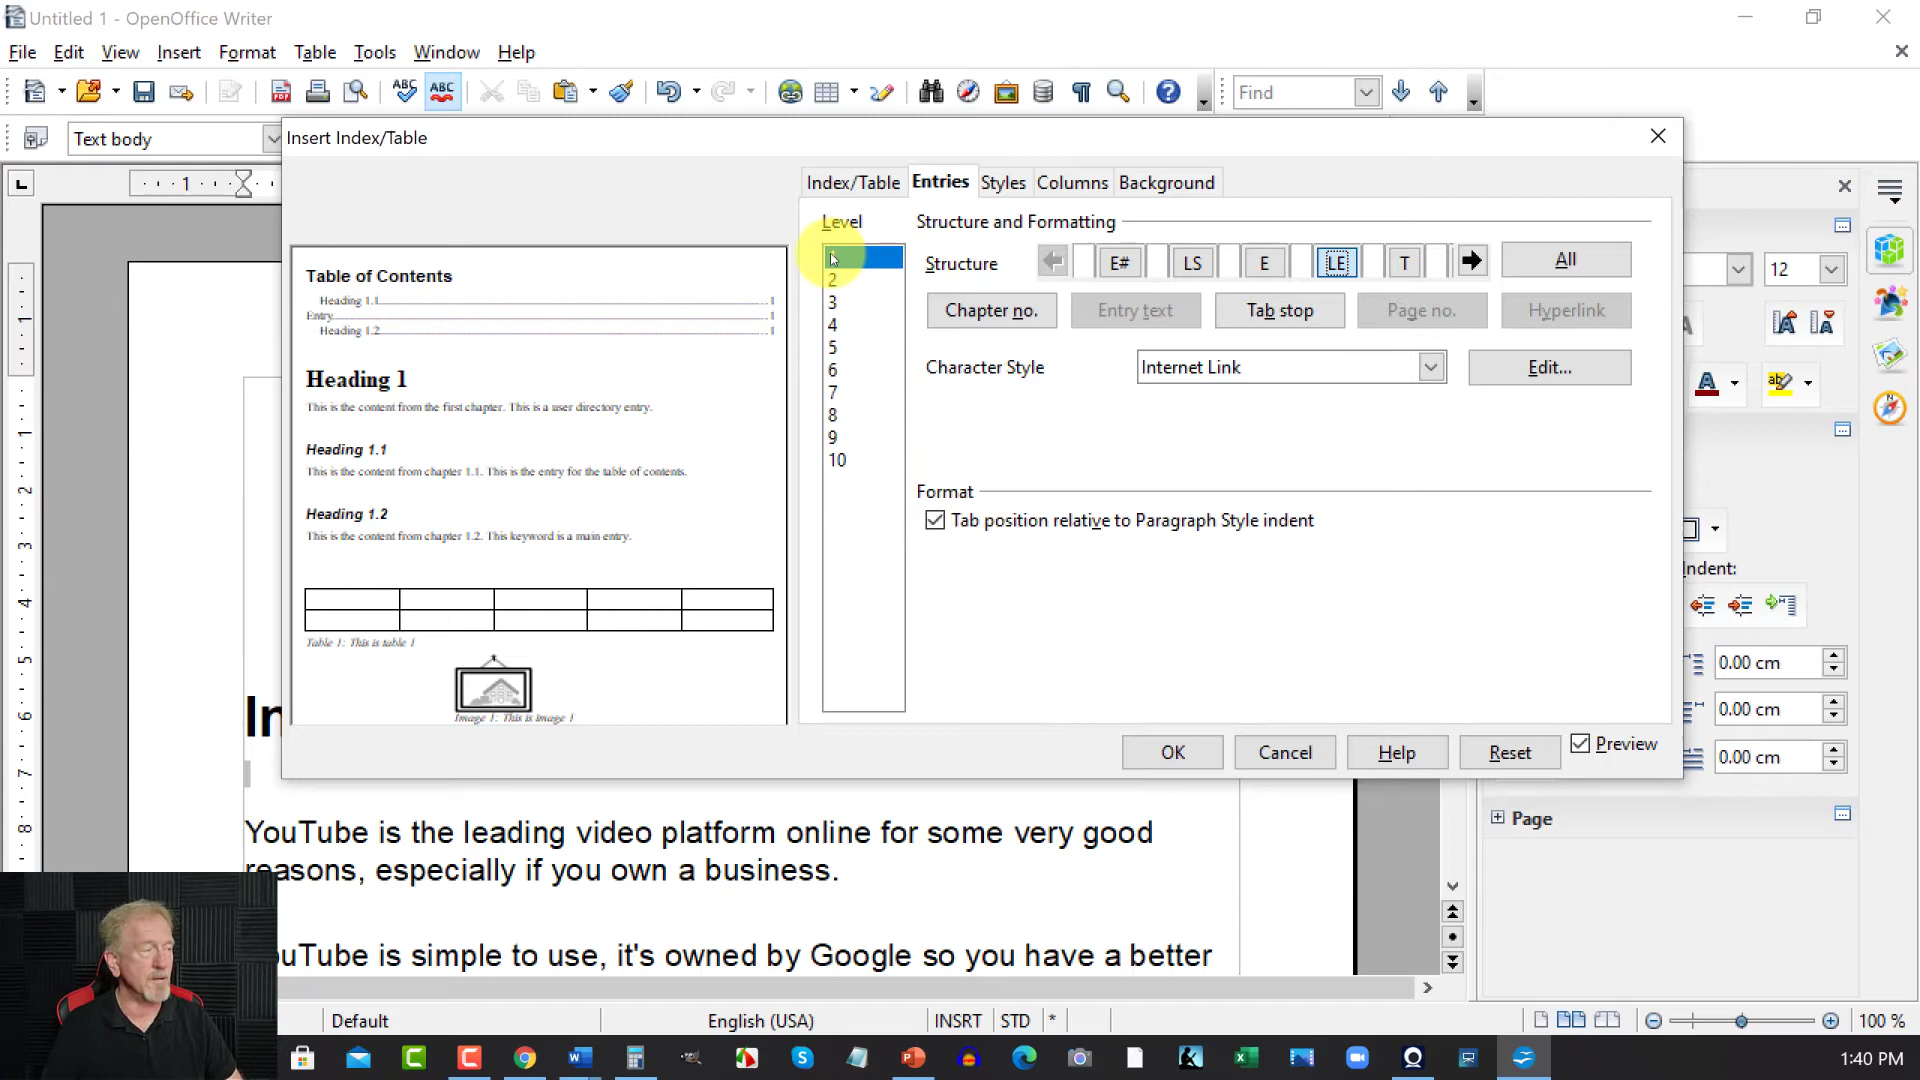 Untitled 1 - OpenOffice Writer
File Edit View Insert Format Table Tools Window Help
ABC ABC Find
Text body 12
Insert Index/Table
Index/Table Entries Styles Columns Background
Level Structure and Formatting
Structure E# LS E LE T All
Chapter no. Entry text Tab stop Page no. Hyperlink
Character Style Internet Link Edit...
2
3
4
5
6
7
8
9
10
Format
Tab position relative to Paragraph Style indent
Table of Contents
Heading 1.1 1
Entry 1
Heading 1.2 1
Heading 1
This is the content from the first chapter. This is a user directory entry.
Heading 1.1
This is the content from chapter 1.1. This is the entry for the table of contents.
Heading 1.2
This is the content from chapter 1.2. This keyword is a main entry.
Table 1: This is table 1
Image 1: This is image 1
OK Cancel Help Reset Preview
Indent:
0.00 cm
0.00 cm
0.00 cm
Page
YouTube is the leading video platform online for some very good
reasons, especially if you own a business.
YouTube is simple to use, it's owned by Google so you have a better
Default English (USA) INSRT STD * 100 %
1:40 PM